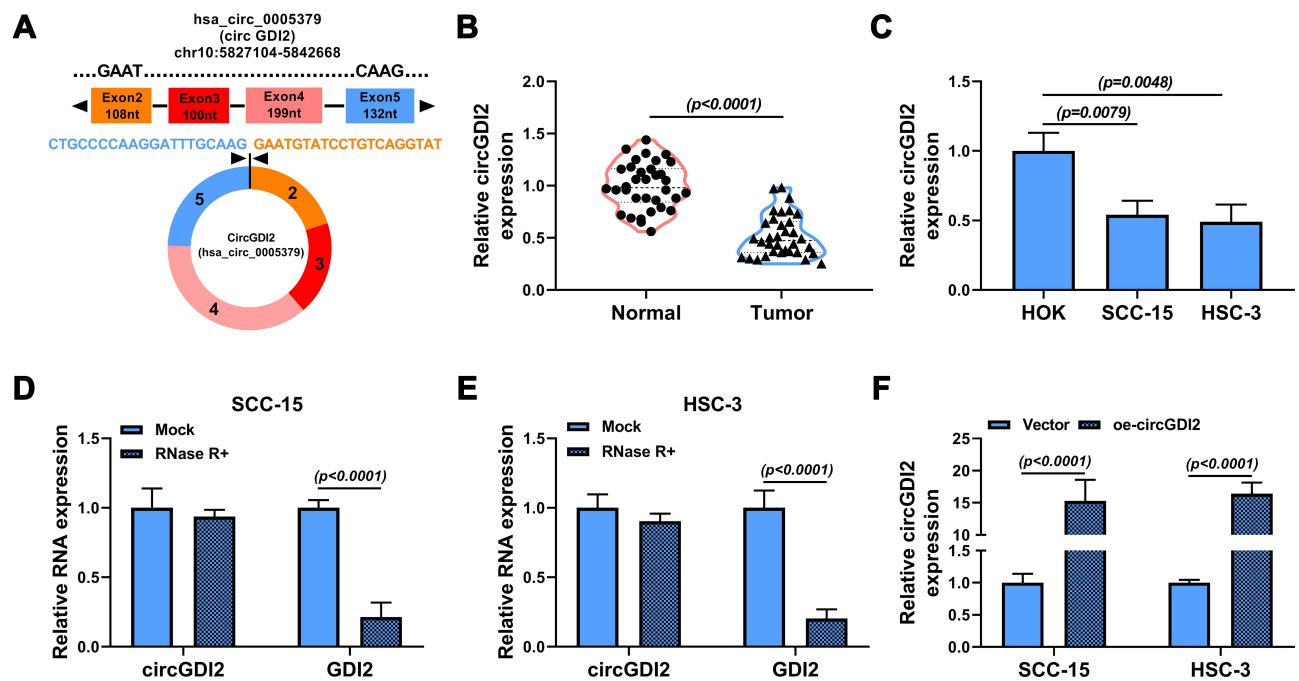 A
hsa_circ_0005379
(circ GDI2)
chr10:5827104-5842668
GAAT
CAAG
Exon2
108nt
Exon3
100nt
Exon4
199nt
Exon5
132nt
CTGCCCCAAGGATTTGCAAG GAATGTATCCTGTCAGGTAT
5
2
CircGDI2
(hsa_circ_0005379)
3
4
B
Relative circGDI2
expression
2.0
1.5
1.0
0.5
0.0
(p<0.0001)
Normal
Tumor
C
Relative circGDI2
expression
1.5
1.0
0.5
0.0
(p=0.0048)
(p=0.0079)
HOK
SCC-15
HSC-3
D
SCC-15
Relative RNA expression
1.5
1.0
0.5
0.0
Mock
RNase R+
(p<0.0001)
circGDI2
GDI2
E
HSC-3
Relative RNA expression
1.5
1.0
0.5
0.0
Mock
RNase R+
(p<0.0001)
circGDI2
GDI2
F
Vector
oe-circGDI2
Relative circGDI2
expression
25
20
15
10
1.5
1.0
0.5
0.0
(p<0.0001)
(p<0.0001)
SCC-15
HSC-3